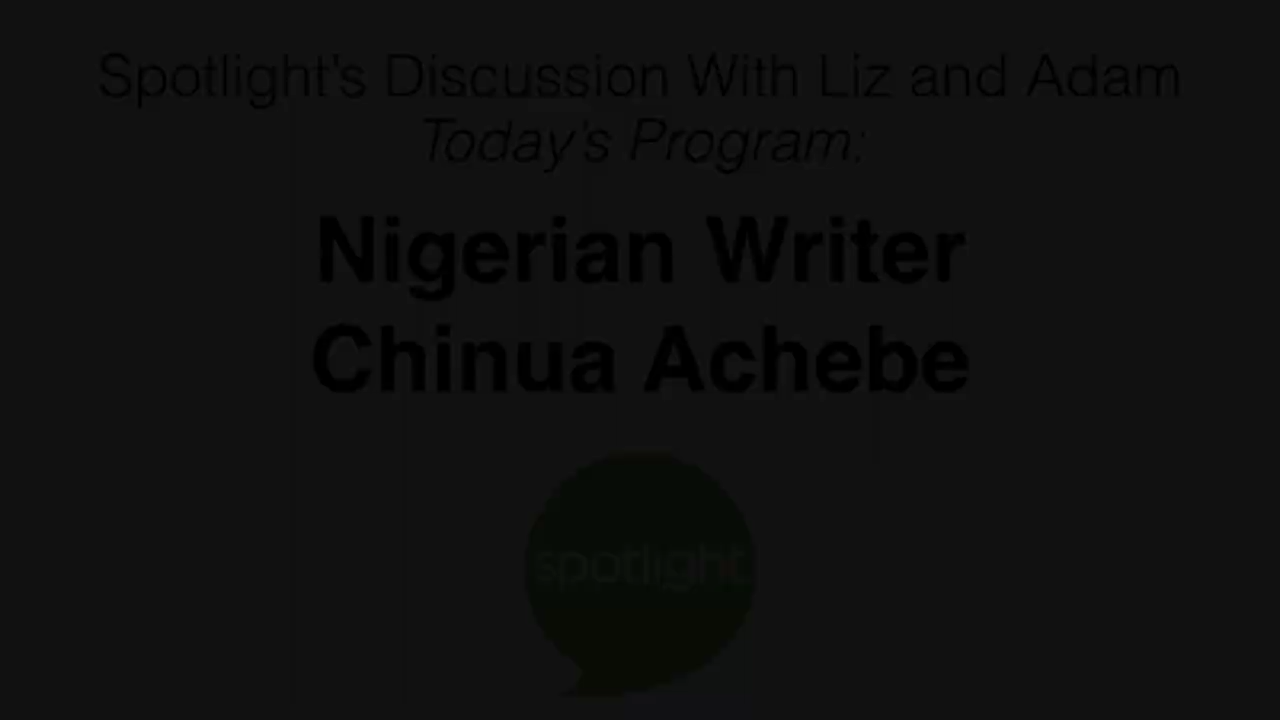 Spotlight's Discussion With Liz and Adam
Today's Program:
Nigerian Writer
Chinua Achebe
spotlight